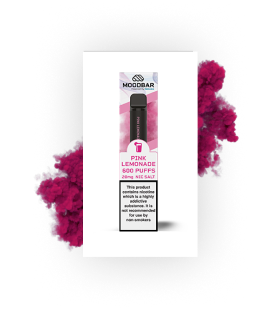 MOODBAR
PINK
LEMONADE
600 PUFFS
20mg NIC SALT
This product
contains nicotine
which is a highly
addictive
substance. It is
not recommended
for use by
non-smokers